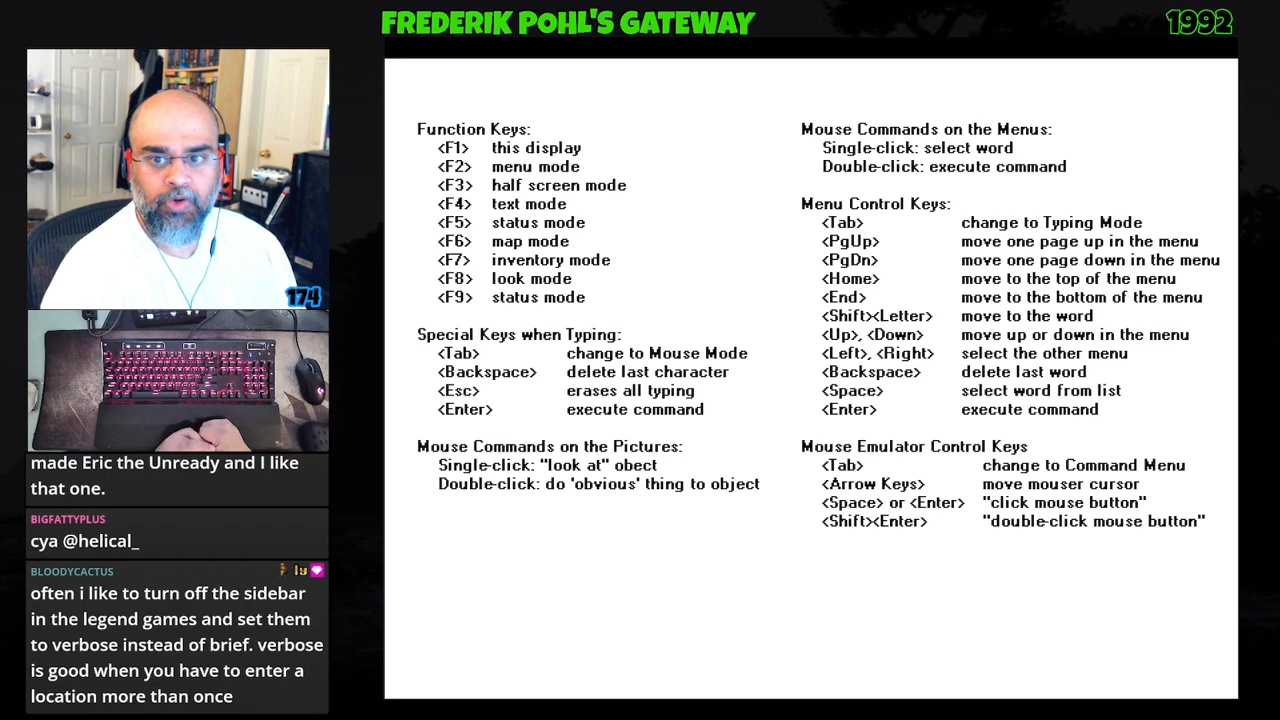 FREDERIK POHL'S GATEWAY
1992
174
made Eric the Unready and I like
that one.
BIGFATTYPLUS
cya @helical_
BLOODYCACTUS
1y
often i like to turn off the sidebar
in the legend games and set them
to verbose instead of brief. verbose
is good when you have to enter a
location more than once
Function Keys:
<F1> this display
<F2> menu mode
<F3> half screen mode
<F4> text mode
<F5> status mode
<F6> map mode
<F7> inventory mode
<F8> look mode
<F9> status mode
Special Keys when Typing:
<Tab> change to Mouse Mode
<Backspace> delete last character
<Esc> erases all typing
<Enter> execute command
Mouse Commands on the Pictures:
Single-click: "look at" obect
Double-click: do 'obvious' thing to object
Mouse Commands on the Menus:
Single-click: select word
Double-click: execute command
Menu Control Keys:
<Tab> change to Typing Mode
<PgUp> move one page up in the menu
<PgDn> move one page down in the menu
<Home> move to the top of the menu
<End> move to the bottom of the menu
<Shift><Letter> move to the word
<Up>, <Down> move up or down in the menu
<Left>, <Right> select the other menu
<Backspace> delete last word
<Space> select word from list
<Enter> execute command
Mouse Emulator Control Keys
<Tab> change to Command Menu
<Arrow Keys> move mouser cursor
<Space> or <Enter> "click mouse button"
<Shift><Enter> "double-click mouse button"